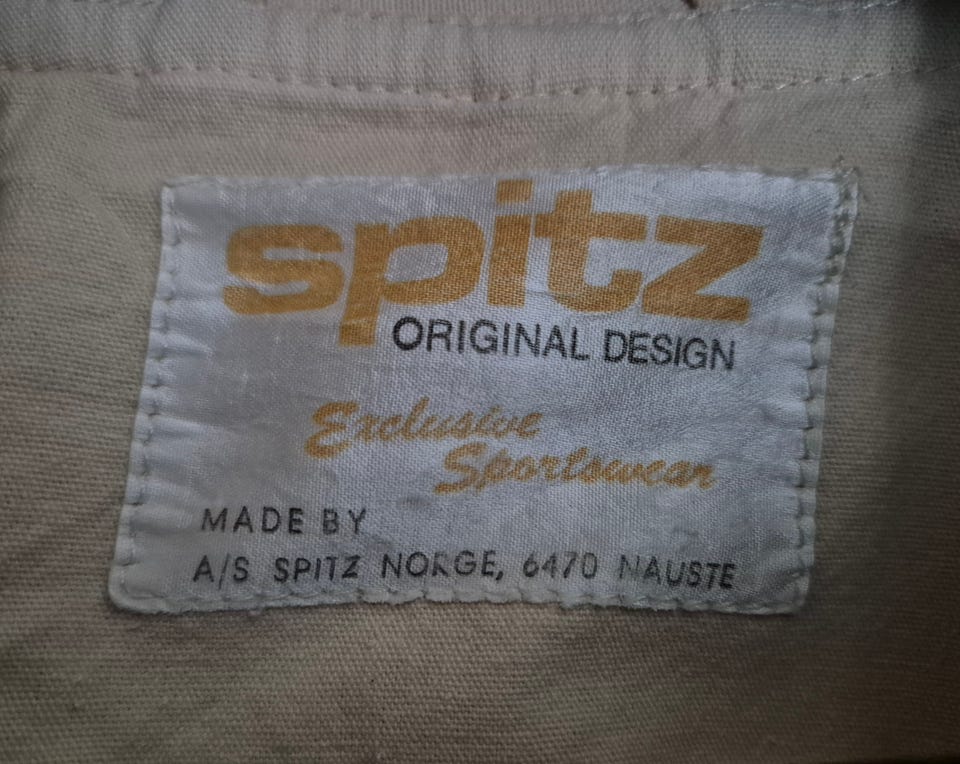 spitz
ORIGINAL DESIGN
Exclusive
Sportswear
MADE BY
A/S SPITZ NORGE, 6470 NAUSTE